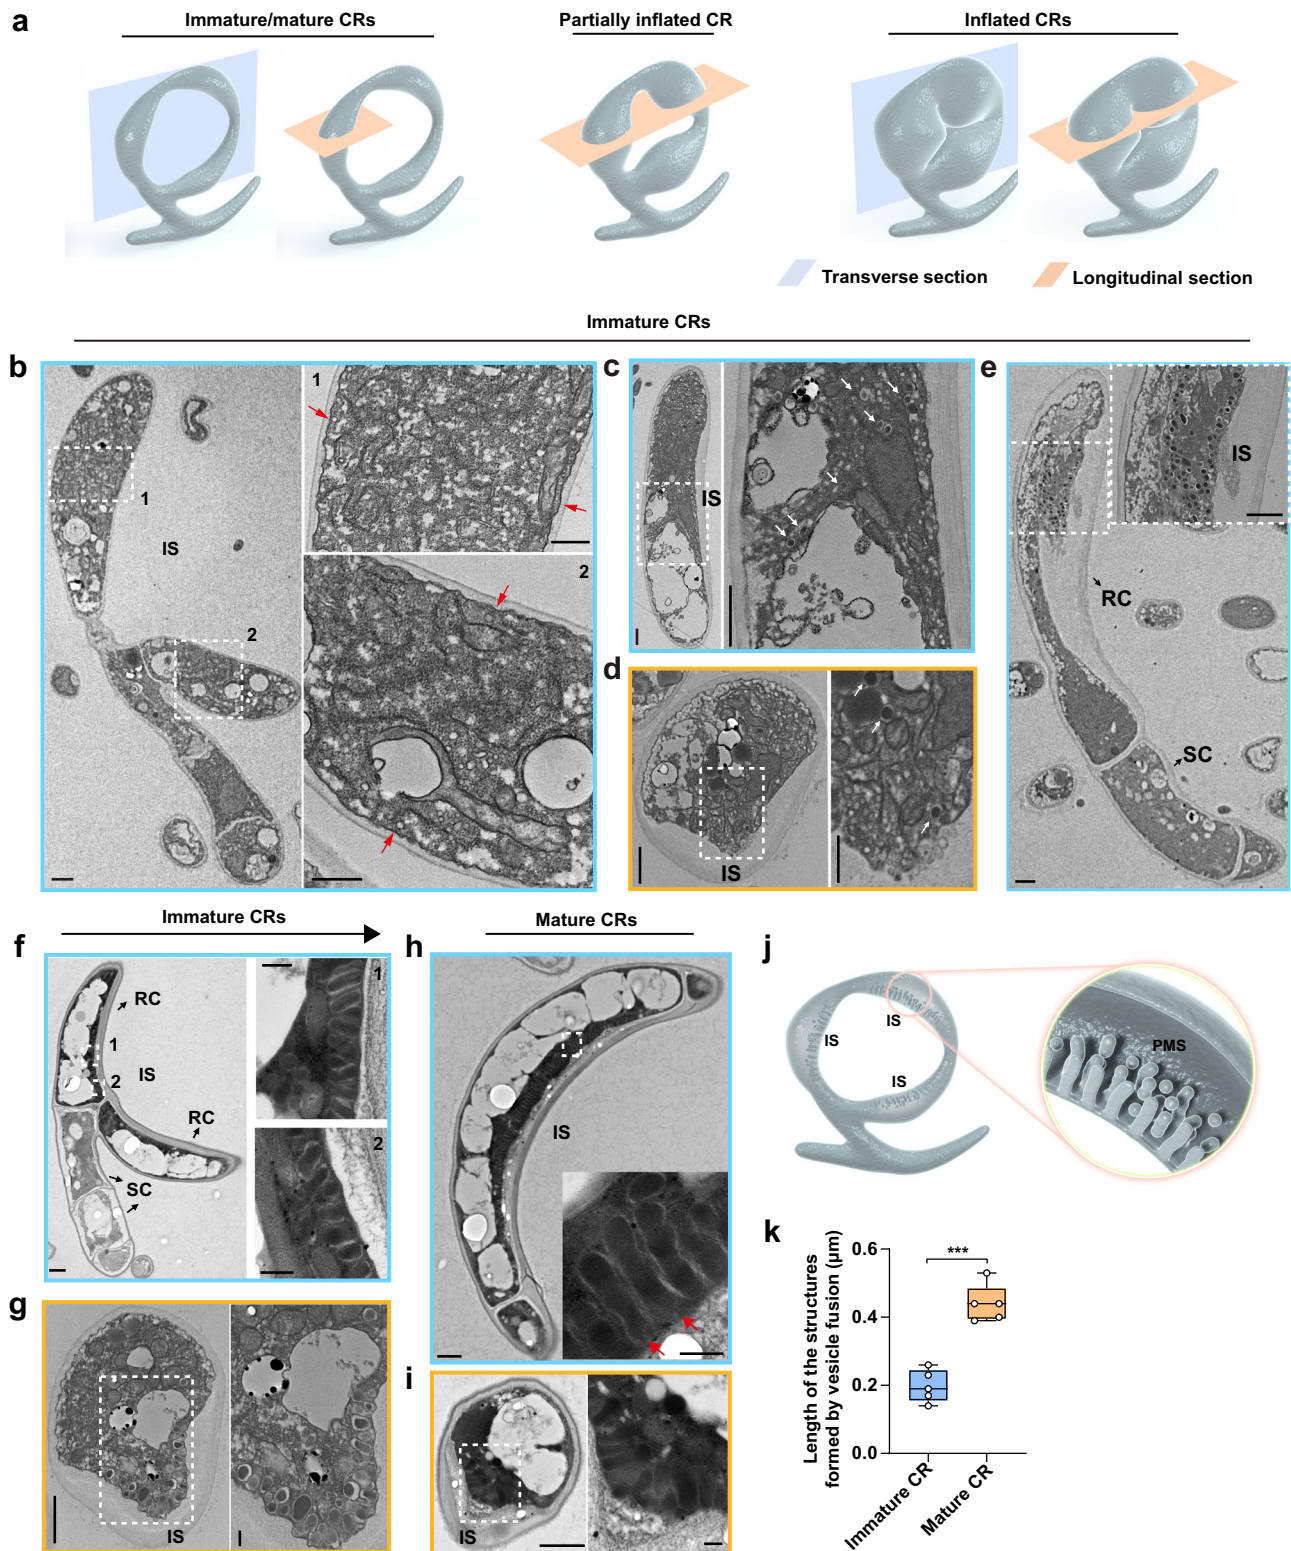 a
Immature/mature CRs
Partially inflated CR
Inflated CRs
Transverse section
Longitudinal section
Immature CRs
b
1
IS
2
1
2
c
IS
d
IS
e
IS
RC
SC
Immature CRs
f
RC
1
2
IS
RC
SC
1
2
g
IS
Mature CRs
h
IS
i
IS
j
IS
IS
IS
PMS
k
Length of the structures
formed by vesicle fusion (μm)
0.6
0.4
0.2
0.0
***
Immature CR
Mature CR